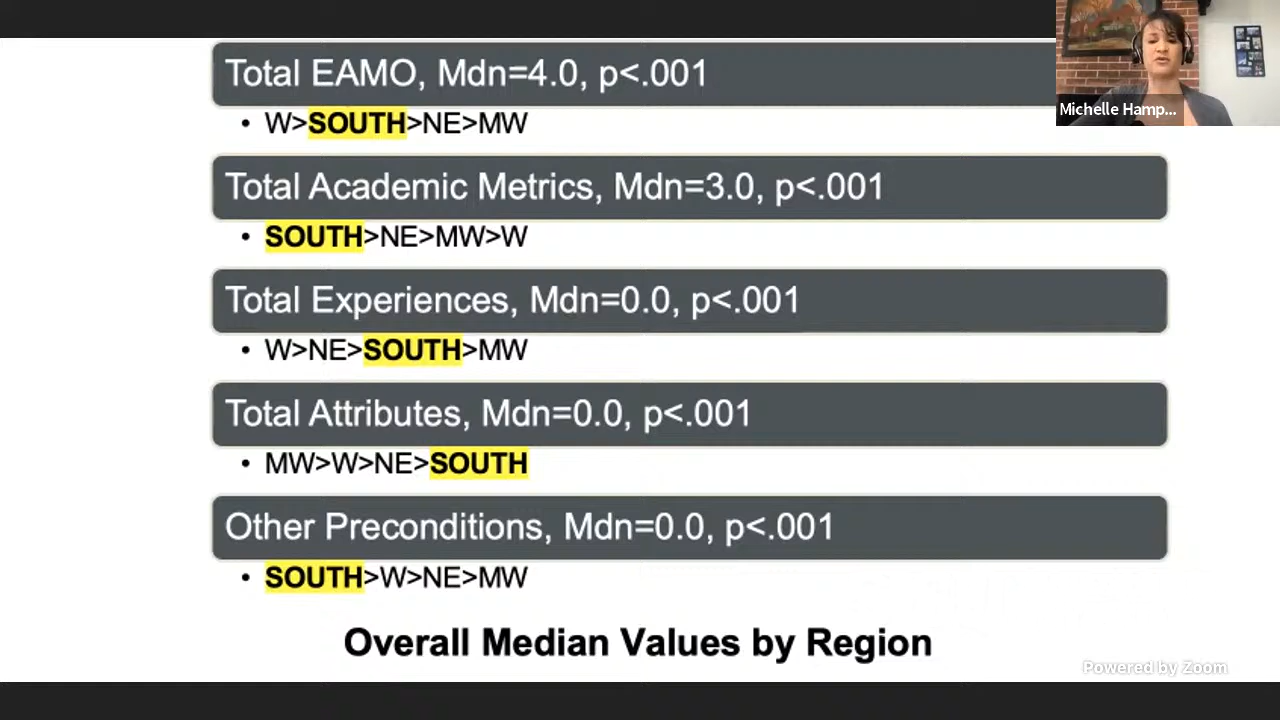 Total EAMO, Mdn=4.0, p<.001
• W>SOUTH>NE>MW
Michelle Hamp...
Total Academic Metrics, Mdn=3.0, p<.001
• SOUTH>NE>MW>W
Total Experiences, Mdn=0.0, p<.001
• W>NE>SOUTH>MW
Total Attributes, Mdn=0.0, p<.001
• MW>W>NE>SOUTH
Other Preconditions, Mdn=0.0, p<.001
• SOUTH>W>NE>MW
Overall Median Values by Region
Powered by Zoom